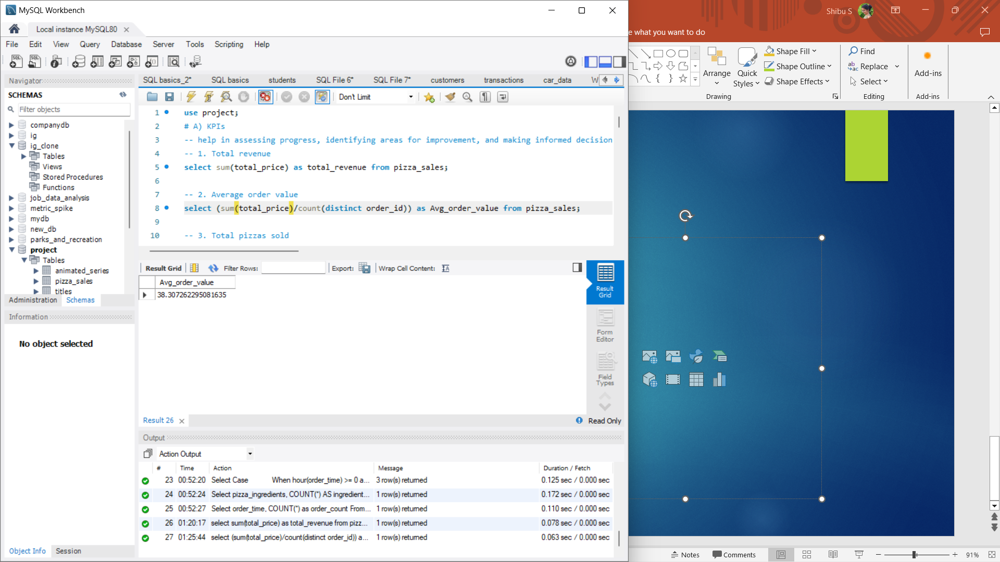 MySQL Workbench
Local instance MySQL80
File Edit View Query Database Server Tools Scripting Help
Navigator
SCHEMAS
Filter objects
companydb
ig
ig_clone
Tables
Views
Stored Procedures
Functions
job_data_analysis
metric_spike
mydb
new_db
parks_and_recreation
project
Tables
animated_series
pizza_sales
titles
Administration Schemas
Information
No object selected
Object Info Session
SQL basics_2* SQL basics students SQL File 6* SQL File 7* customers transactions car_data W
Don't Limit
1 use project;
2 # A) KPIs
3 -- help in assessing progress, identifying areas for improvement, and making informed decision
4 -- 1. Total revenue
5 select sum(total_price) as total_revenue from pizza_sales;
6
7 -- 2. Average order value
8 select (sum(total_price)/count(distinct order_id)) as Avg_order_value from pizza_sales;
9
10 -- 3. Total pizzas sold
Result Grid Filter Rows: Export: Wrap Cell Content:
Avg_order_value
38.307262295081635
Result Grid
Form Editor
Field Types
Result 26 Read Only
Output
Action Output
# Time Action Message Duration / Fetch
23 00:52:20 Select Case When hour(order_time) >= 0 a... 3 row(s) returned 0.125 sec / 0.000 sec
24 00:52:24 Select pizza_ingredients, COUNT(*) AS ingredient... 1 row(s) returned 0.172 sec / 0.000 sec
25 00:52:27 Select order_time, COUNT(*) as order_count From... 1 row(s) returned 0.110 sec / 0.000 sec
26 01:20:17 select sum(total_price) as total_revenue from pizz... 1 row(s) returned 0.078 sec / 0.000 sec
27 01:25:44 select (sum(total_price)/count(distinct order_id)) a... 1 row(s) returned 0.063 sec / 0.000 sec
Shibu S
e what you want to do
Arrange
Quick Styles
Shape Fill
Shape Outline
Shape Effects
Drawing
Find
Replace
Select
Editing
Add-ins
Add-ins
Notes Comments 91%